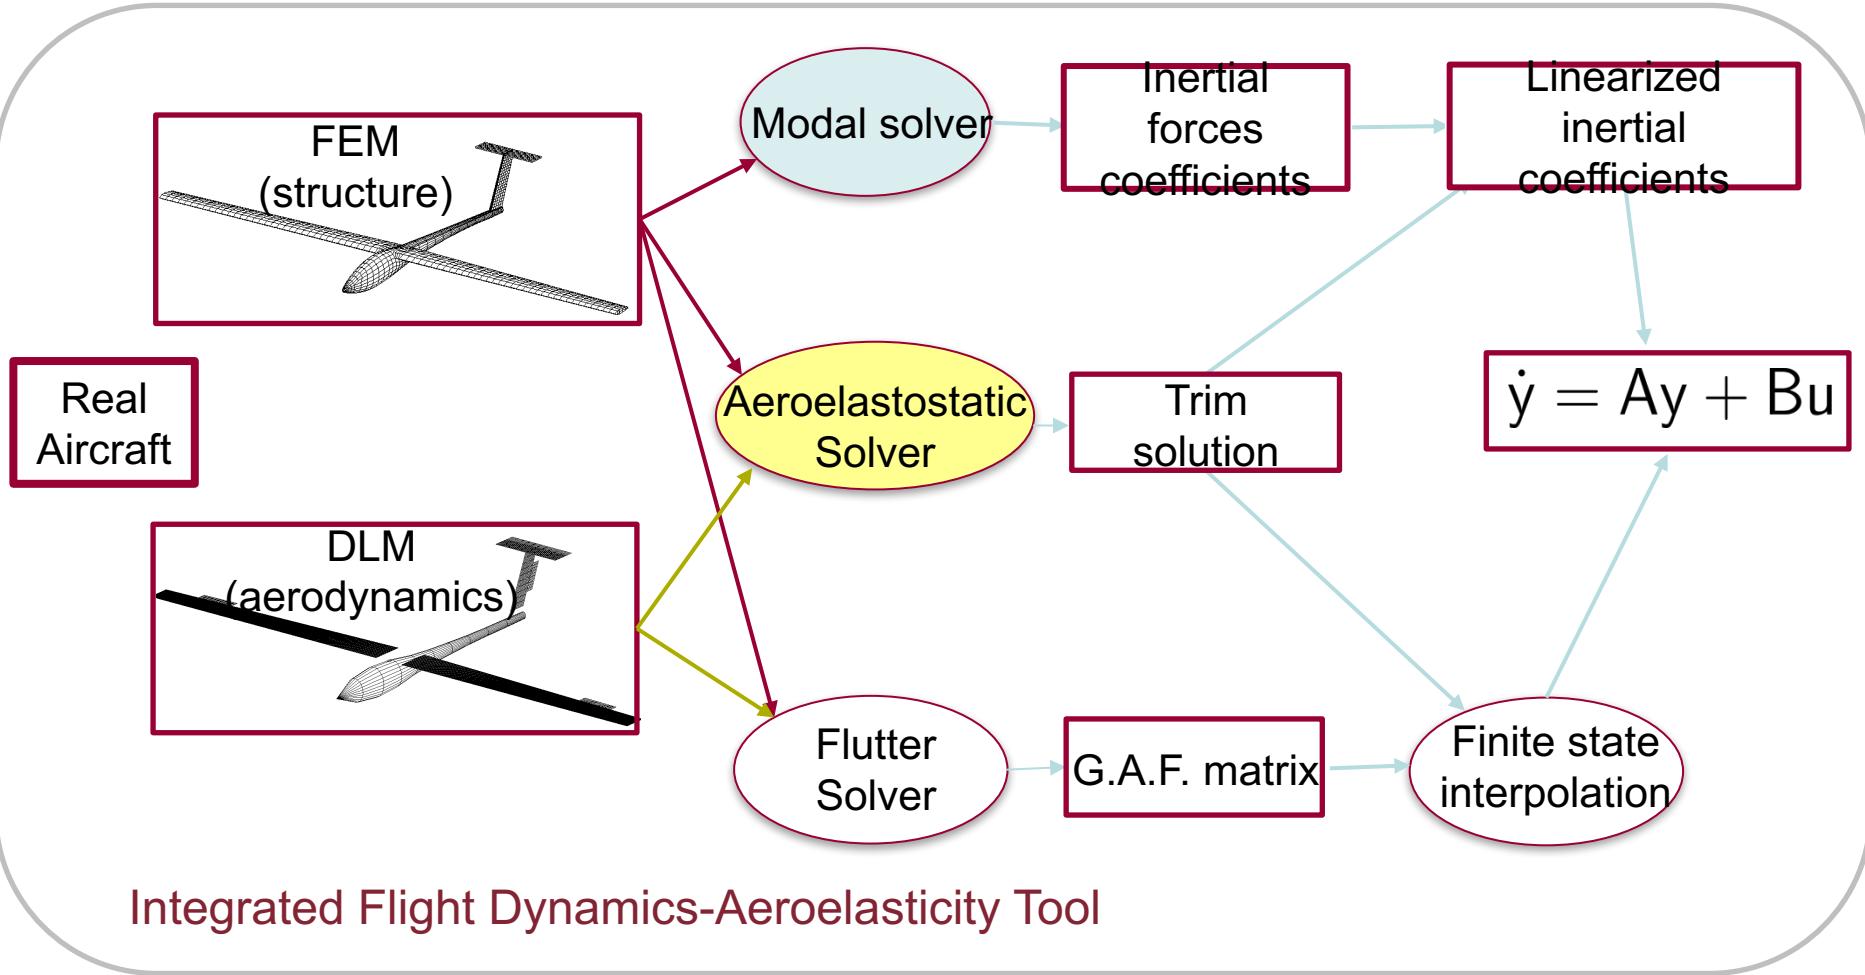 FEM
(structure)
Modal solver
Inertial
forces
coefficients
Linearized
inertial
coefficients
Real
Aircraft
Aeroelastostatic
Solver
Trim
solution
ẏ = Ay + Bu
DLM
(aerodynamics)
Flutter
Solver
G.A.F. matrix
Finite state
interpolation
Integrated Flight Dynamics-Aeroelasticity Tool